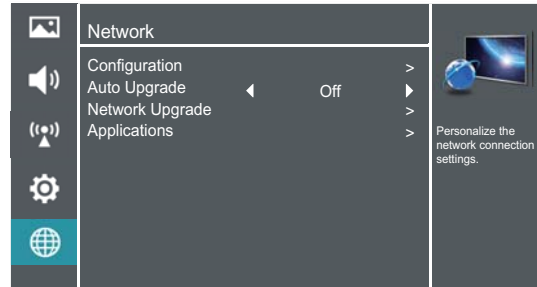 Network
Configuration >
Auto Upgrade Off
Network Upgrade >
Applications >
Personalize the
network connection
settings.